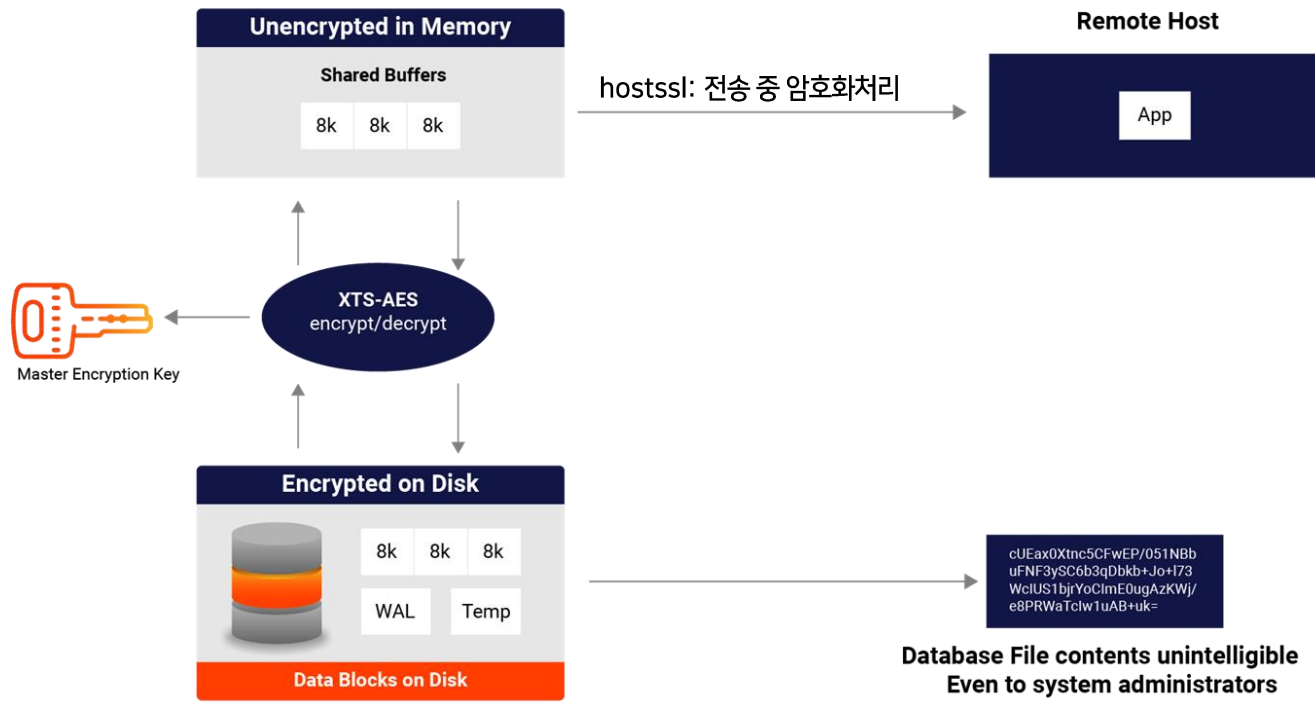 Unencrypted in Memory
Shared Buffers
8k 8k 8k
hostssl: 전송 중 암호화처리
Remote Host
App
XTS-AES
encrypt/decrypt
Master Encryption Key
Encrypted on Disk
8k 8k 8k
WAL Temp
Data Blocks on Disk
cUEax0Xtnc5CFwEP/051NBb
uFNF3ySC6b3qDbkb+Jo+l73
WcIUS1bjrYoCImE0ugAzKWj/
e8PRWaTcIw1uAB+uk=
Database File contents unintelligible
Even to system administrators